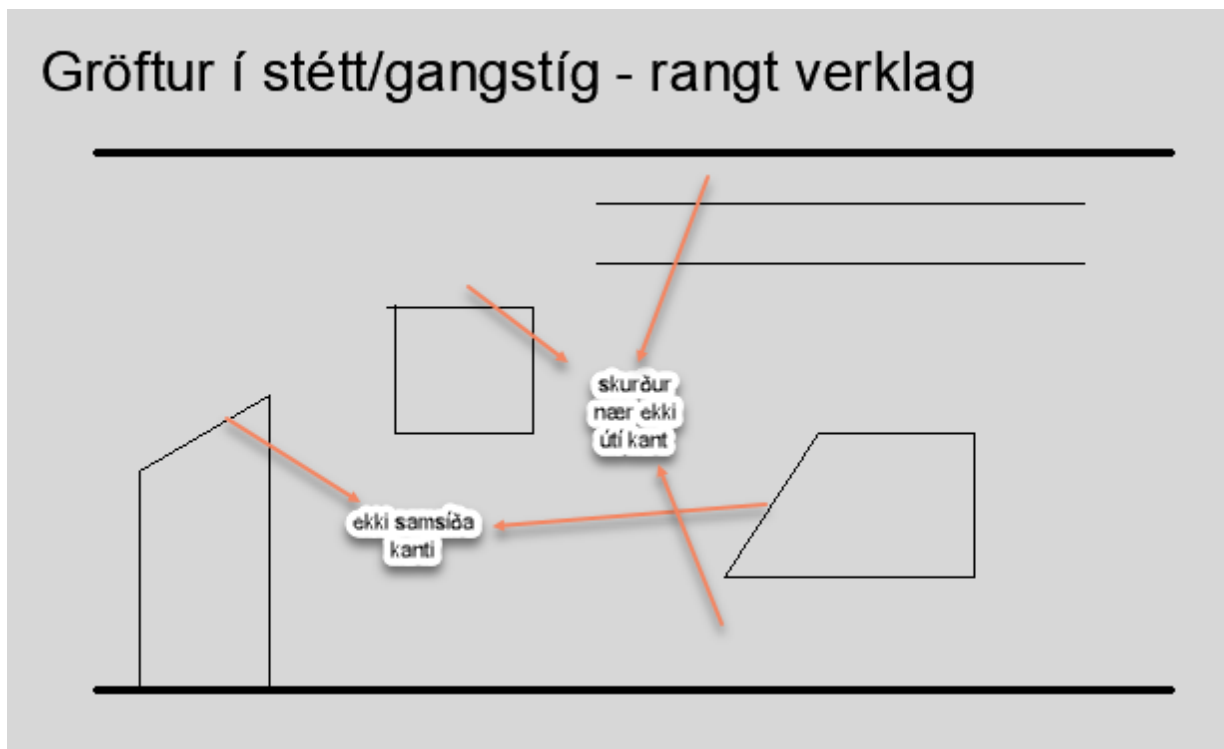 Gröftur í stétt/gangstíg - rangt verklag
skurður
nær ekki
útí kant
ekki samsíða
kanti